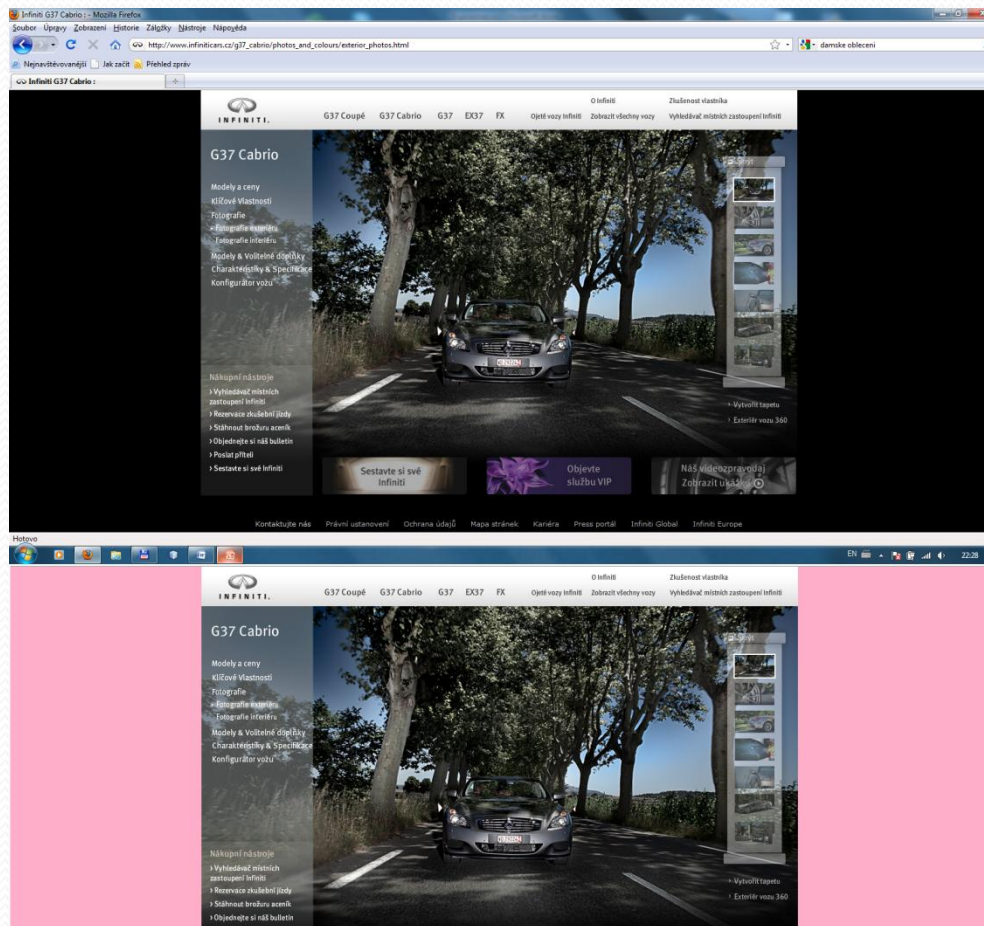 Infiniti G37 Cabrio : - Mozilla Firefox
Soubor Úpravy Zobrazení Historie Záložky Nástroje Nápověda
http://www.infiniticars.cz/g37_cabrio/photos_and_colours/exterior_photos.html
damske obleceni
Nejnavštěvovanější Jak začít Přehled zpráv
Infiniti G37 Cabrio :
O Infiniti Zkušenost vlastníka
INFINITI. G37 Coupé G37 Cabrio G37 EX37 FX Ojeté vozy Infiniti Zobrazit všechny vozy Vyhledávač místních zastoupení Infiniti
G37 Cabrio
Modely a ceny
Klíčové Vlastnosti
Fotografie
Fotografie exteriéru
Fotografie interiéru
Modely & Volitelné doplňky
Charakteristiky & Specifikace
Konfigurátor vozu
Nákupní nástroje
› Vyhledávač místních
zastoupení Infiniti
› Rezervace zkušební jízdy
› Stáhnout brožuru a ceník
› Objednejte si náš bulletin
› Poslat příteli
› Sestavte si své Infiniti
› Vytvořit tapetu
› Exteriér vozu 360
Sestavte si své
Infiniti
Objevte
službu VIP
Náš videozpravodaj
Zobrazit ukázku
Kontaktujte nás Právní ustanovení Ochrana údajů Mapa stránek Kariéra Press portál Infiniti Global Infiniti Europe
Hotovo
EN 22:28
O Infiniti Zkušenost vlastníka
INFINITI. G37 Coupé G37 Cabrio G37 EX37 FX Ojeté vozy Infiniti Zobrazit všechny vozy Vyhledávač místních zastoupení Infiniti
G37 Cabrio
Modely a ceny
Klíčové Vlastnosti
Fotografie
Fotografie exteriéru
Fotografie interiéru
Modely & Volitelné doplňky
Charakteristiky & Specifikace
Konfigurátor vozu
Nákupní nástroje
› Vyhledávač místních
zastoupení Infiniti
› Rezervace zkušební jízdy
› Stáhnout brožuru a ceník
› Objednejte si náš bulletin
› Vytvořit tapetu
› Exteriér vozu 360